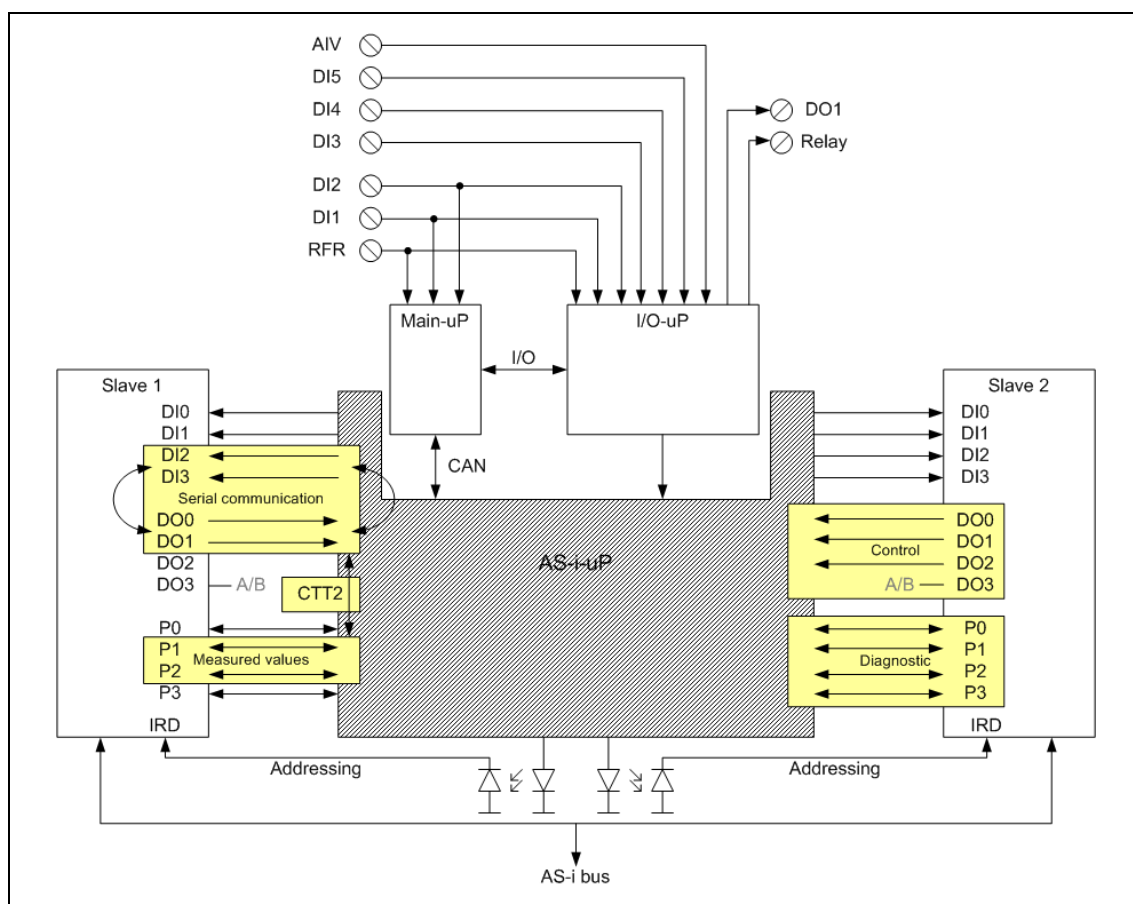 AIV
DI5
DI4
DI3
DI2
DI1
RFR
DO1
Relay
Main-uP
I/O
I/O-uP
CAN
Slave 1
DI0
DI1
DI2
DI3
Serial communication
DO0
DO1
DO2
DO3
A/B
CTT2
P0
P1
Measured values
P2
P3
IRD
AS-i-uP
Slave 2
DI0
DI1
DI2
DI3
DO0
DO1
Control
DO2
A/B
DO3
P0
P1
Diagnostic
P2
P3
IRD
Addressing
Addressing
AS-i bus